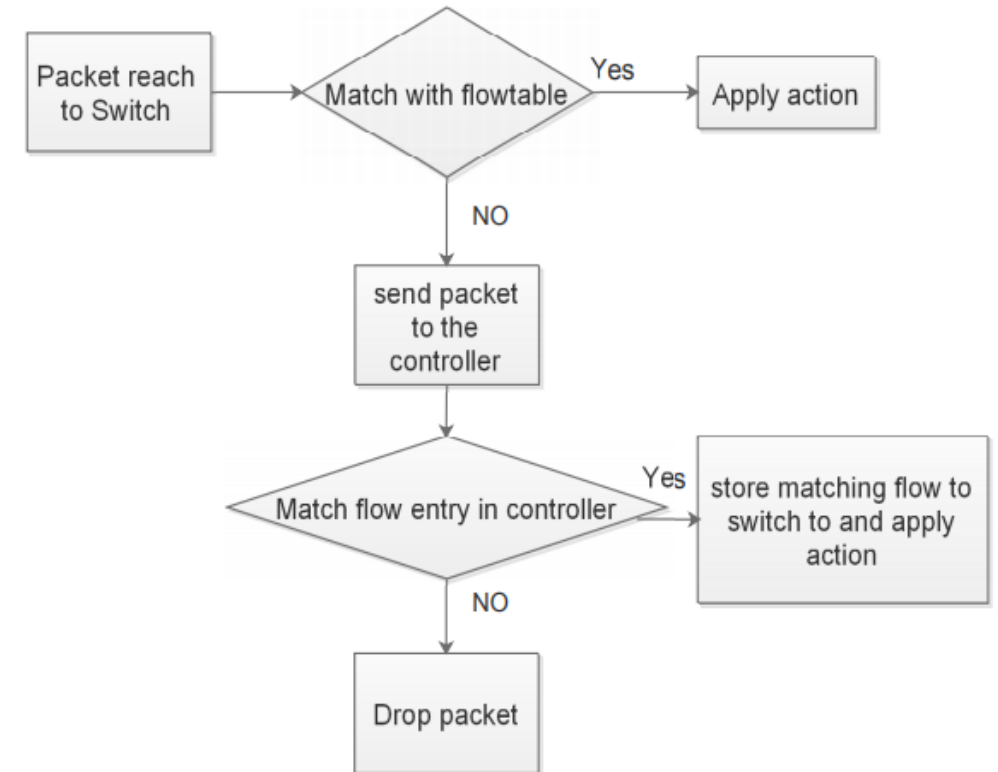 Packet reach
to Switch
Match with flowtable
Yes
Apply action
NO
send packet
to the
controller
Match flow entry in controller
Yes
store matching flow to
switch to and apply
action
NO
Drop packet